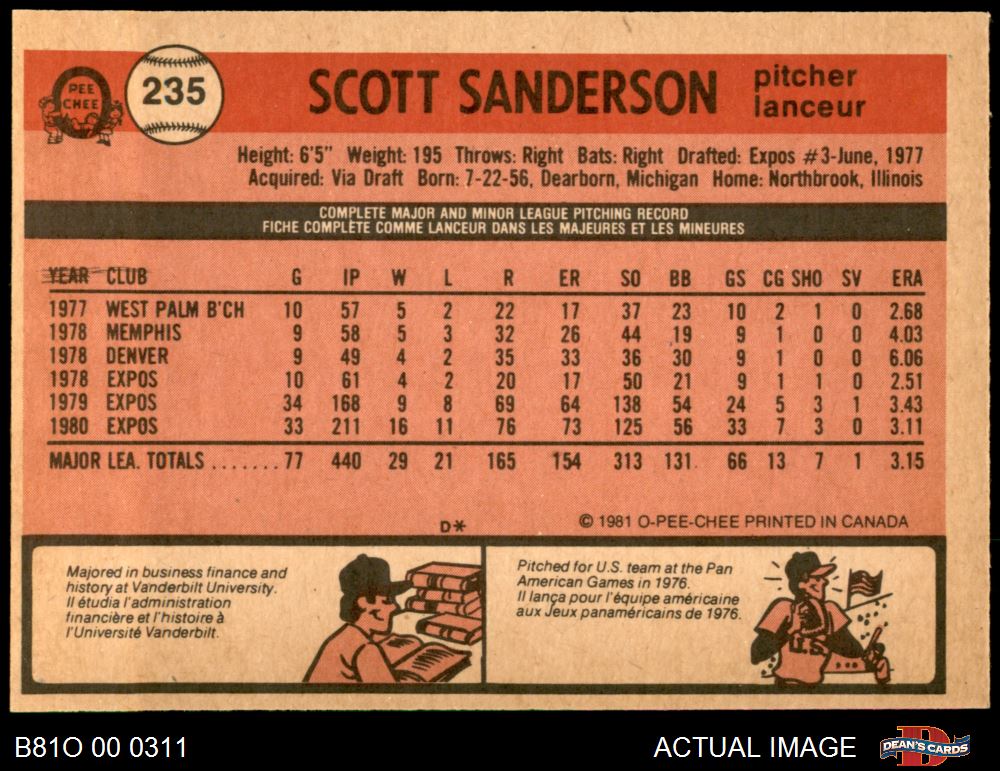 PEE
CHEE
235
SCOTT SANDERSON
pitcher
lanceur
Height: 6'5" Weight: 195 Throws: Right Bats: Right Drafted: Expos #3-June, 1977
Acquired: Via Draft Born: 7-22-56, Dearborn, Michigan Home: Northbrook, Illinois
COMPLETE MAJOR AND MINOR LEAGUE PITCHING RECORD
FICHE COMPLÈTE COMME LANCEUR DANS LES MAJEURES ET LES MINEURES
YEAR CLUB G IP W L R ER SO BB GS CG SHO SV ERA
1977 WEST PALM B'CH 10 57 5 2 22 17 37 23 10 2 1 0 2.68
1978 MEMPHIS 9 58 5 3 32 26 44 19 9 1 0 0 4.03
1978 DENVER 9 49 4 2 35 33 36 30 9 1 0 0 6.06
1978 EXPOS 10 61 4 2 20 17 50 21 9 1 1 0 2.51
1979 EXPOS 34 168 9 8 69 64 138 54 24 5 3 1 3.43
1980 EXPOS 33 211 16 11 76 73 125 56 33 7 3 0 3.11
MAJOR LEA. TOTALS ....... 77 440 29 21 165 154 313 131 66 13 7 1 3.15
D*
© 1981 O-PEE-CHEE PRINTED IN CANADA
Majored in business finance and
history at Vanderbilt University.
Il étudia l'administration
financière et l'histoire à
l'Université Vanderbilt.
Pitched for U.S. team at the Pan
American Games in 1976.
Il lança pour l'équipe américaine
aux Jeux panaméricains de 1976.
U.S.
B81O 00 0311
ACTUAL IMAGE
DEAN'S CARDS